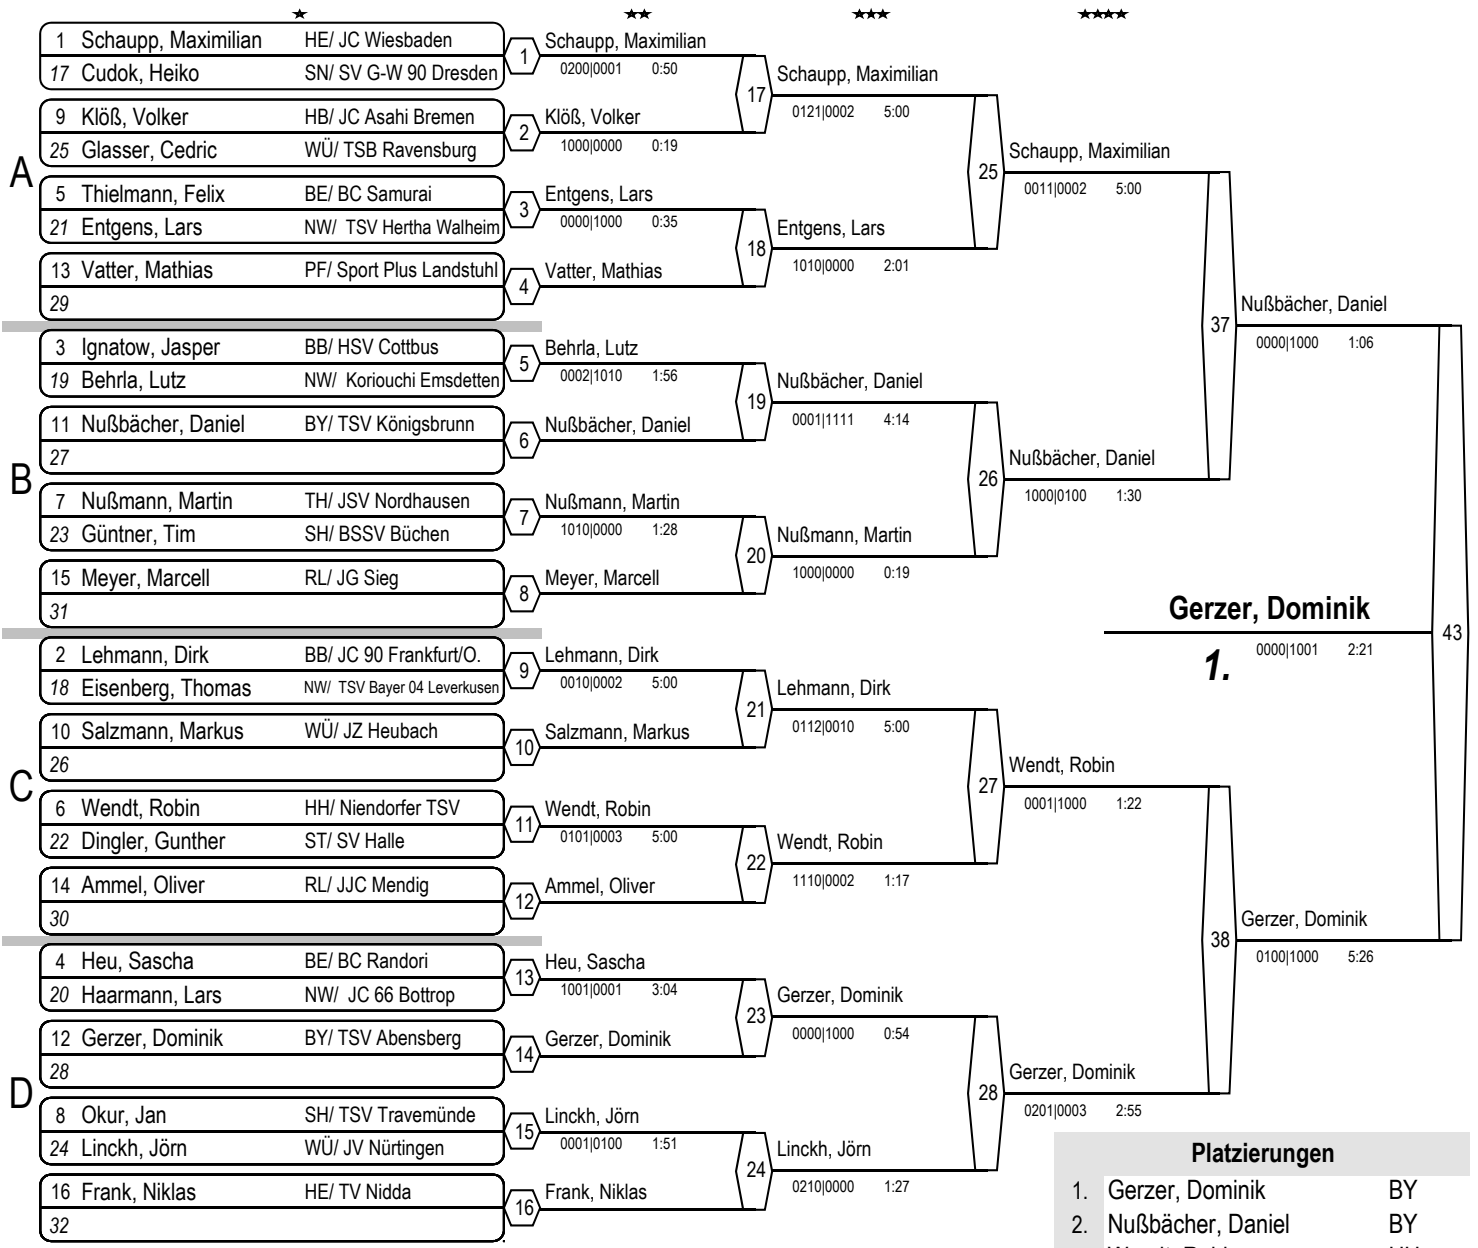 ★ ★★ ★★★ ★★★★
A
1 Schaupp, Maximilian HE/ JC Wiesbaden
17 Cudok, Heiko SN/ SV G-W 90 Dresden
9 Klöß, Volker HB/ JC Asahi Bremen
25 Glasser, Cedric WÜ/ TSB Ravensburg
5 Thielmann, Felix BE/ BC Samurai
21 Entgens, Lars NW/ TSV Hertha Walheim
13 Vatter, Mathias PF/ Sport Plus Landstuhl
29
B
3 Ignatow, Jasper BB/ HSV Cottbus
19 Behrla, Lutz NW/ Koriouchi Emsdetten
11 Nußbächer, Daniel BY/ TSV Königsbrunn
27
7 Nußmann, Martin TH/ JSV Nordhausen
23 Güntner, Tim SH/ BSSV Büchen
15 Meyer, Marcell RL/ JG Sieg
31
C
2 Lehmann, Dirk BB/ JC 90 Frankfurt/O.
18 Eisenberg, Thomas NW/ TSV Bayer 04 Leverkusen
10 Salzmann, Markus WÜ/ JZ Heubach
26
6 Wendt, Robin HH/ Niendorfer TSV
22 Dingler, Gunther ST/ SV Halle
14 Ammel, Oliver RL/ JJC Mendig
30
D
4 Heu, Sascha BE/ BC Randori
20 Haarmann, Lars NW/ JC 66 Bottrop
12 Gerzer, Dominik BY/ TSV Abensberg
28
8 Okur, Jan SH/ TSV Travemünde
24 Linckh, Jörn WÜ/ JV Nürtingen
16 Frank, Niklas HE/ TV Nidda
32
1 Schaupp, Maximilian
0200|0001 0:50
2 Klöß, Volker
1000|0000 0:19
3 Entgens, Lars
0000|1000 0:35
4 Vatter, Mathias
5 Behrla, Lutz
0002|1010 1:56
6 Nußbächer, Daniel
7 Nußmann, Martin
1010|0000 1:28
8 Meyer, Marcell
9 Lehmann, Dirk
0010|0002 5:00
10 Salzmann, Markus
11 Wendt, Robin
0101|0003 5:00
12 Ammel, Oliver
13 Heu, Sascha
1001|0001 3:04
14 Gerzer, Dominik
15 Linckh, Jörn
0001|0100 1:51
16 Frank, Niklas
17 Schaupp, Maximilian
0121|0002 5:00
18 Entgens, Lars
1010|0000 2:01
19 Nußbächer, Daniel
0001|1111 4:14
20 Nußmann, Martin
1000|0000 0:19
21 Lehmann, Dirk
0112|0010 5:00
22 Wendt, Robin
1110|0002 1:17
23 Gerzer, Dominik
0000|1000 0:54
24 Linckh, Jörn
0210|0000 1:27
25 Schaupp, Maximilian
0011|0002 5:00
26 Nußbächer, Daniel
1000|0100 1:30
27 Wendt, Robin
0001|1000 1:22
28 Gerzer, Dominik
0201|0003 2:55
37 Nußbächer, Daniel
0000|1000 1:06
38 Gerzer, Dominik
0100|1000 5:26
Gerzer, Dominik 43
1. 0000|1001 2:21
Platzierungen
1. Gerzer, Dominik BY
2. Nußbächer, Daniel BY